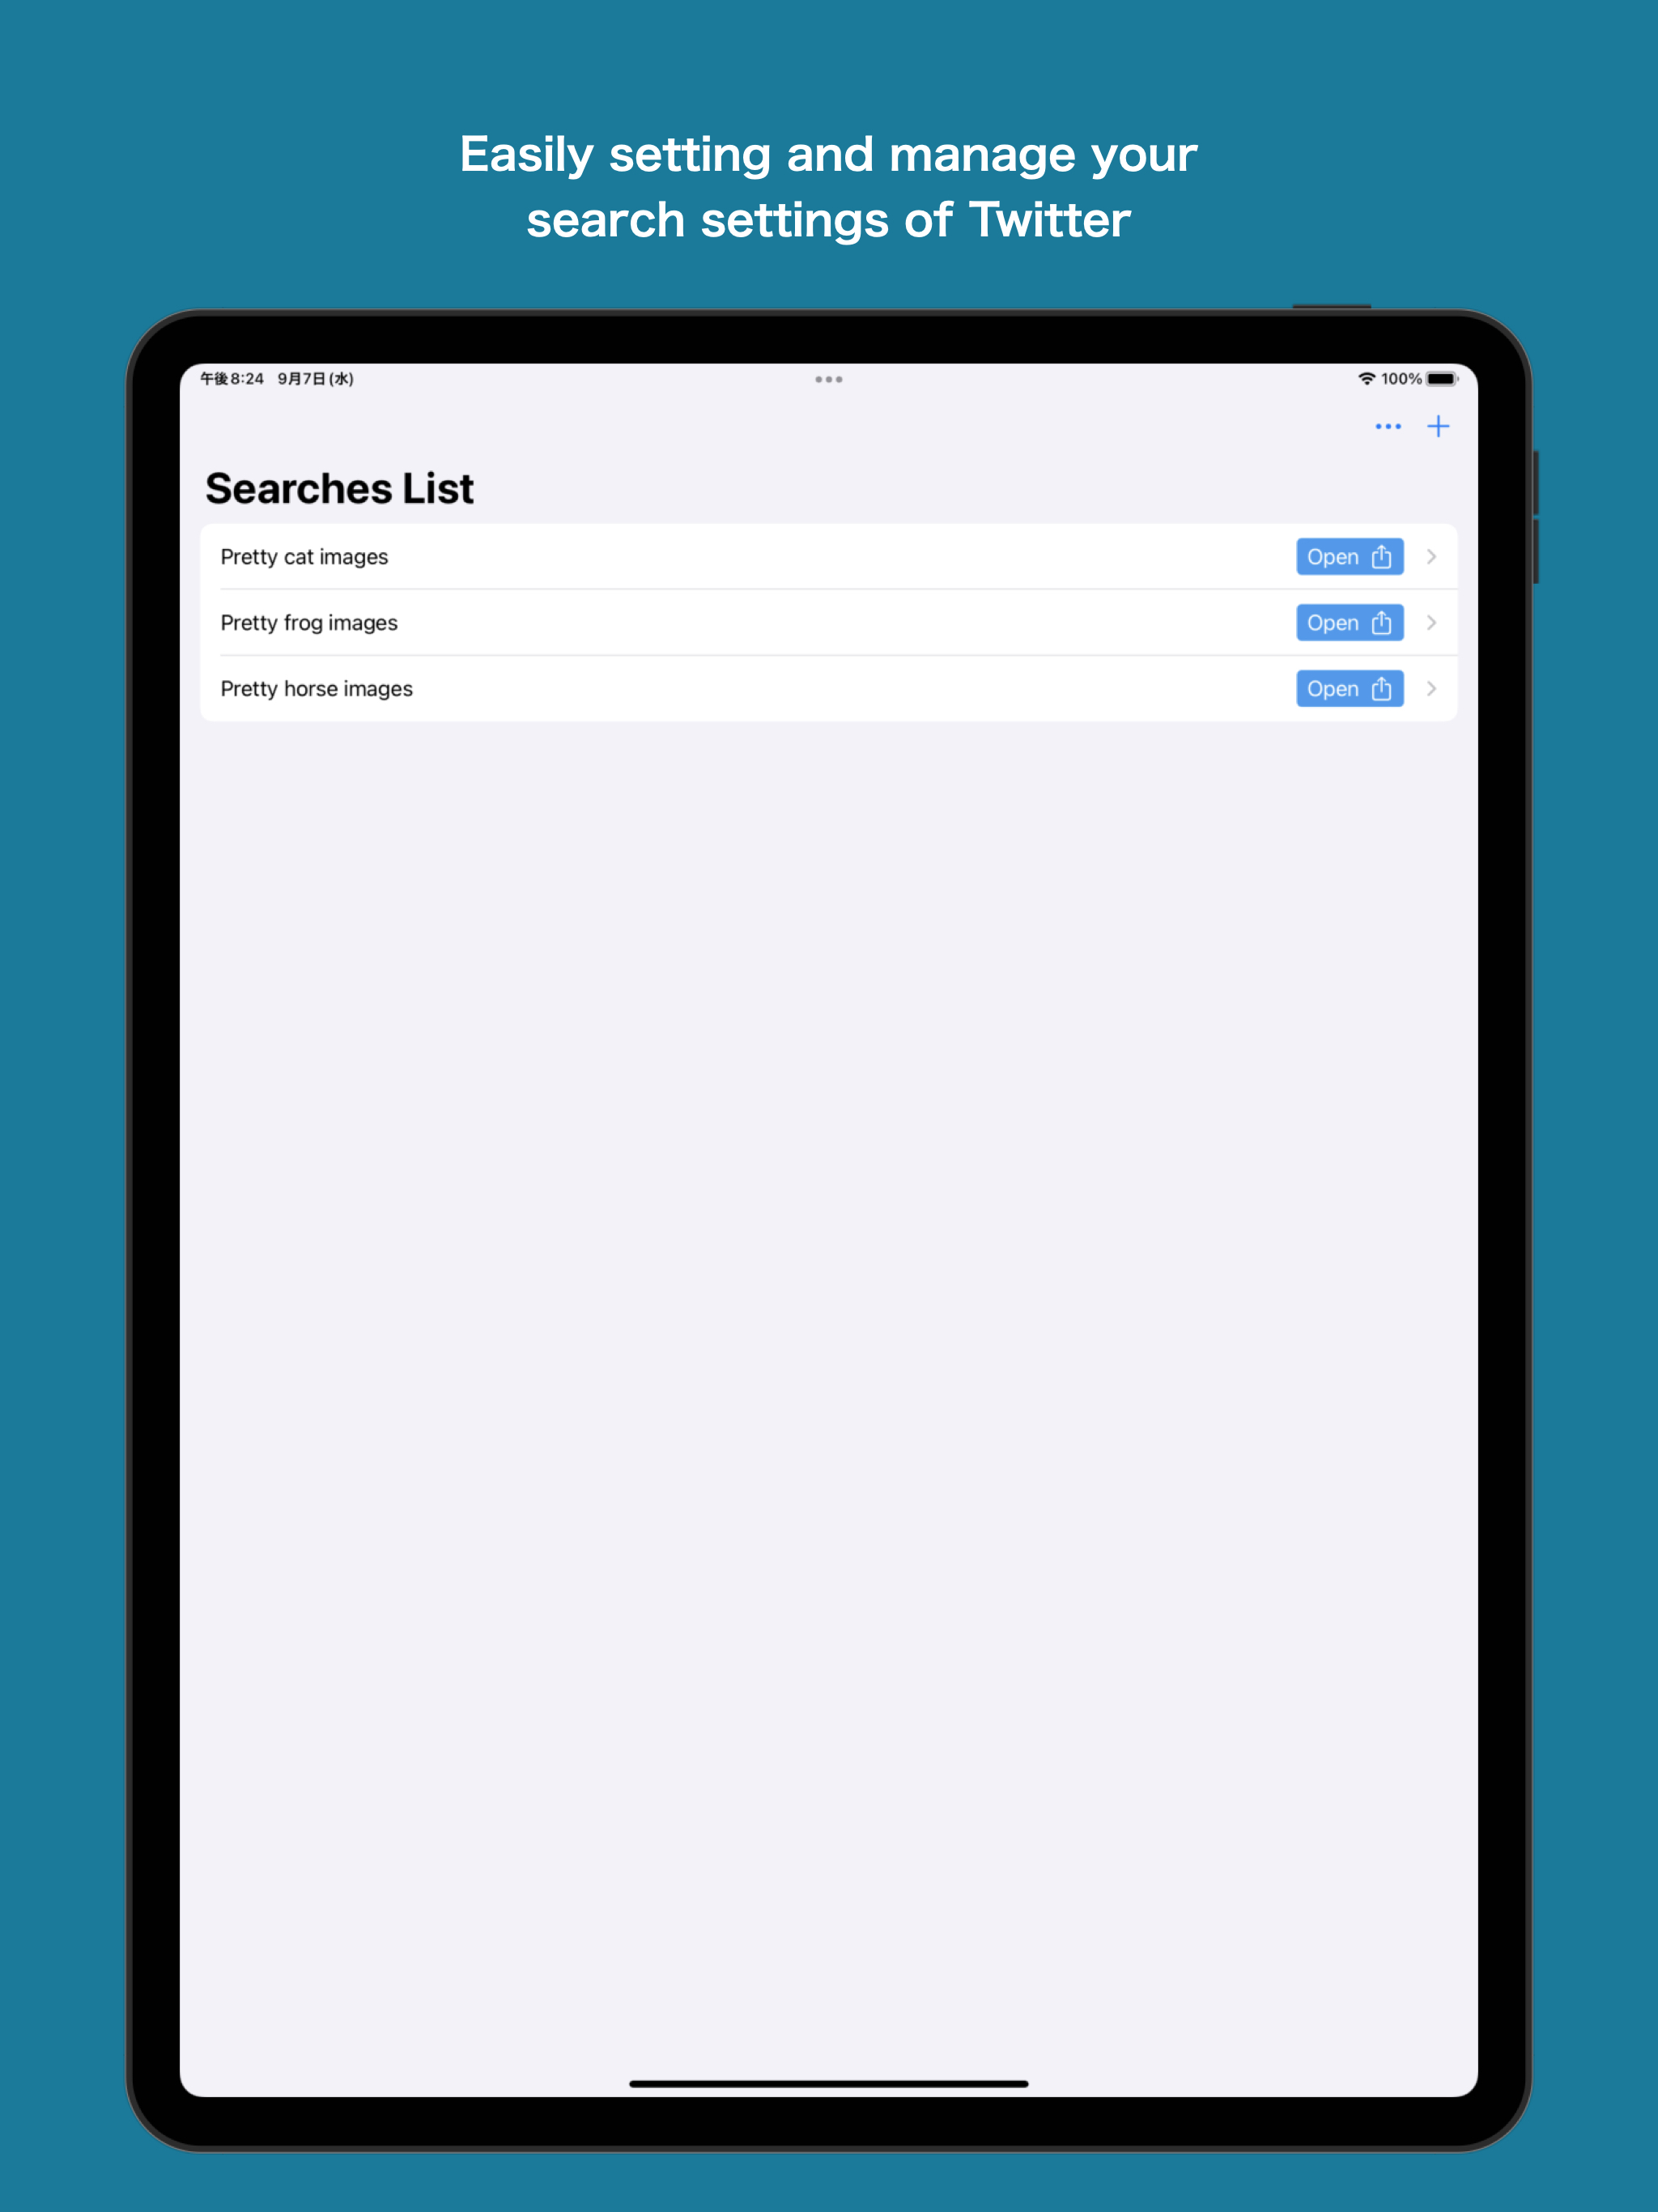 Easily setting and manage your
search settings of Twitter
午後8:24 9月7日(水) 100%
Searches List
Pretty cat images Open
Pretty frog images Open
Pretty horse images Open